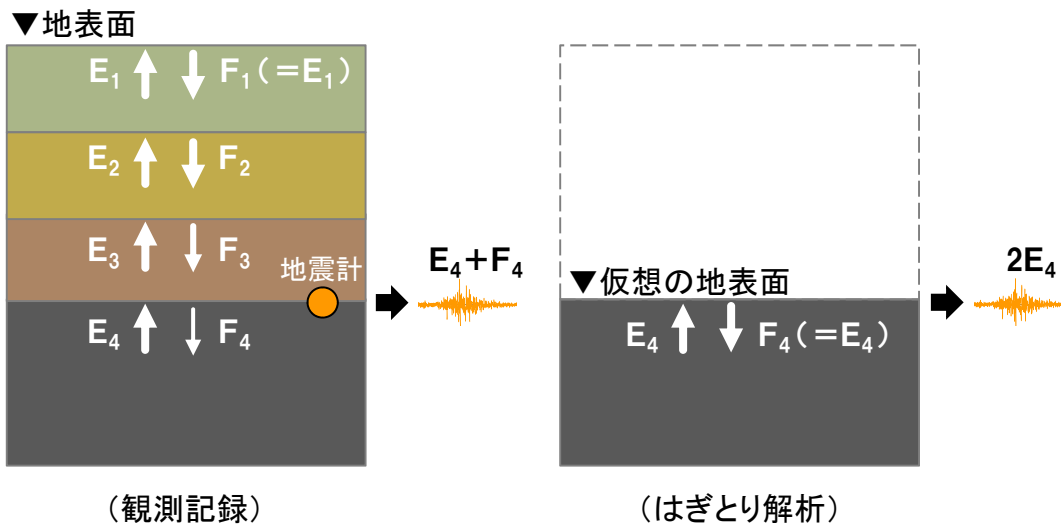 ▼地表面
E₁ F₁(=E₁)
E₂ F₂
E₃ F₃
地震計
E₄ F₄
E₄+F₄
(観測記録)
▼仮想の地表面
E₄ F₄(=E₄)
2E₄
(はぎとり解析)